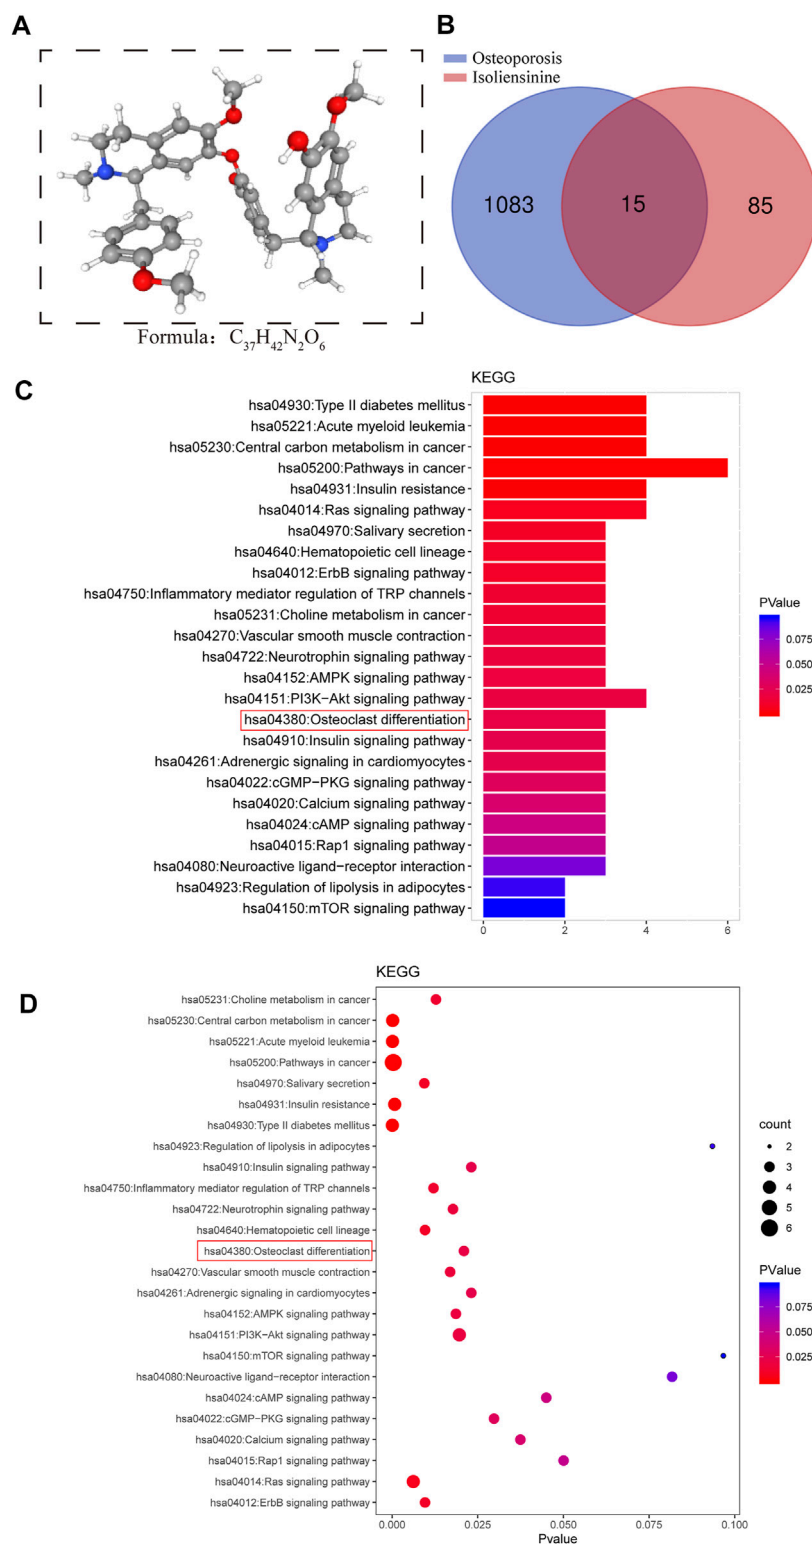 A
Formula: C37H42N2O6
B
Osteoporosis
Isoliensinine
1083
15
85
C
KEGG
hsa04930:Type II diabetes mellitus
hsa05221:Acute myeloid leukemia
hsa05230:Central carbon metabolism in cancer
hsa05200:Pathways in cancer
hsa04931:Insulin resistance
hsa04014:Ras signaling pathway
hsa04970:Salivary secretion
hsa04640:Hematopoietic cell lineage
hsa04012:ErbB signaling pathway
hsa04750:Inflammatory mediator regulation of TRP channels
hsa05231:Choline metabolism in cancer
hsa04270:Vascular smooth muscle contraction
hsa04722:Neurotrophin signaling pathway
hsa04152:AMPK signaling pathway
hsa04151:PI3K−Akt signaling pathway
hsa04380:Osteoclast differentiation
hsa04910:Insulin signaling pathway
hsa04261:Adrenergic signaling in cardiomyocytes
hsa04022:cGMP−PKG signaling pathway
hsa04020:Calcium signaling pathway
hsa04024:cAMP signaling pathway
hsa04015:Rap1 signaling pathway
hsa04080:Neuroactive ligand−receptor interaction
hsa04923:Regulation of lipolysis in adipocytes
hsa04150:mTOR signaling pathway
0 2 4 6
PValue
0.075
0.050
0.025
D
KEGG
hsa05231:Choline metabolism in cancer
hsa05230:Central carbon metabolism in cancer
hsa05221:Acute myeloid leukemia
hsa05200:Pathways in cancer
hsa04970:Salivary secretion
hsa04931:Insulin resistance
hsa04930:Type II diabetes mellitus
hsa04923:Regulation of lipolysis in adipocytes
hsa04910:Insulin signaling pathway
hsa04750:Inflammatory mediator regulation of TRP channels
hsa04722:Neurotrophin signaling pathway
hsa04640:Hematopoietic cell lineage
hsa04380:Osteoclast differentiation
hsa04270:Vascular smooth muscle contraction
hsa04261:Adrenergic signaling in cardiomyocytes
hsa04152:AMPK signaling pathway
hsa04151:PI3K−Akt signaling pathway
hsa04150:mTOR signaling pathway
hsa04080:Neuroactive ligand−receptor interaction
hsa04024:cAMP signaling pathway
hsa04022:cGMP−PKG signaling pathway
hsa04020:Calcium signaling pathway
hsa04015:Rap1 signaling pathway
hsa04014:Ras signaling pathway
hsa04012:ErbB signaling pathway
0.000 0.025 0.050 0.075 0.100
Pvalue
count
2
3
4
5
6
PValue
0.075
0.050
0.025